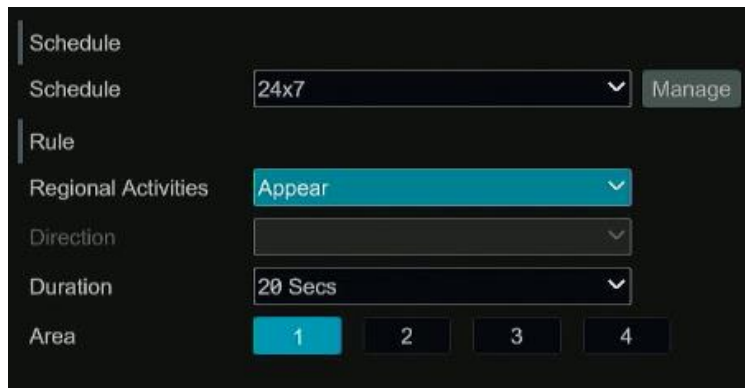 Schedule
Schedule 24x7 Manage
Rule
Regional Activities Appear
Direction
Duration 20 Secs
Area 1 2 3 4